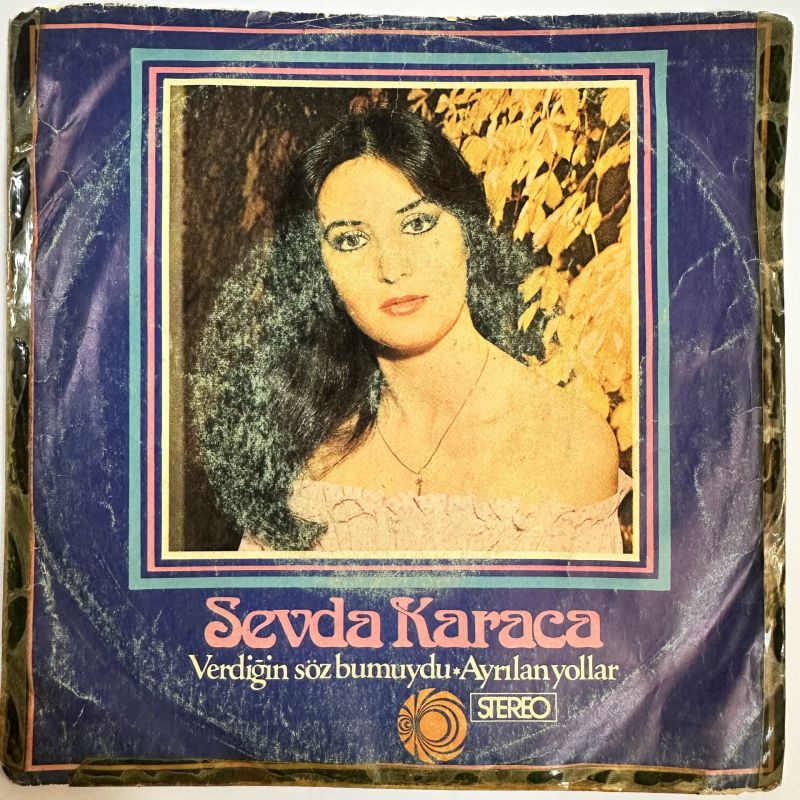 Sevda Karaca
Verdiğin söz bumuydu*Ayrılan yollar
STEREO